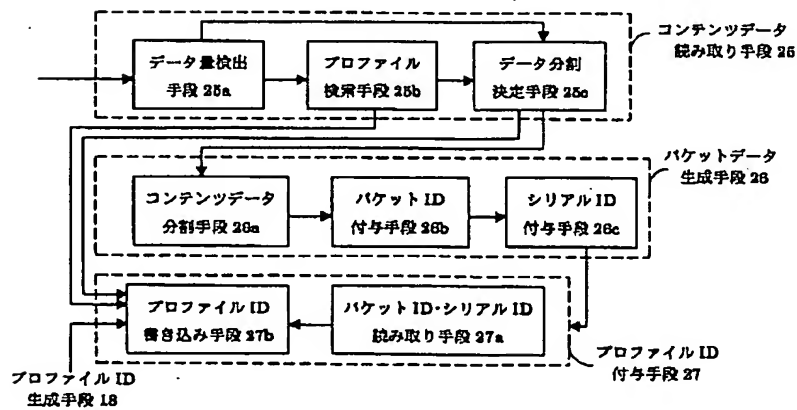 コンテンツデータ
読み取り手段 25
データ量検出
手段 25a
プロファイル
検索手段 25b
データ分割
決定手段 25c
パケットデータ
生成手段 26
コンテンツデータ
分割手段 26a
パケット ID
付与手段 26b
シリアル ID
付与手段 26c
プロファイル ID
書き込み手段 27b
パケット ID・シリアル ID
読み取り手段 27a
プロファイル ID
付与手段 27
プロファイル ID
生成手段 18